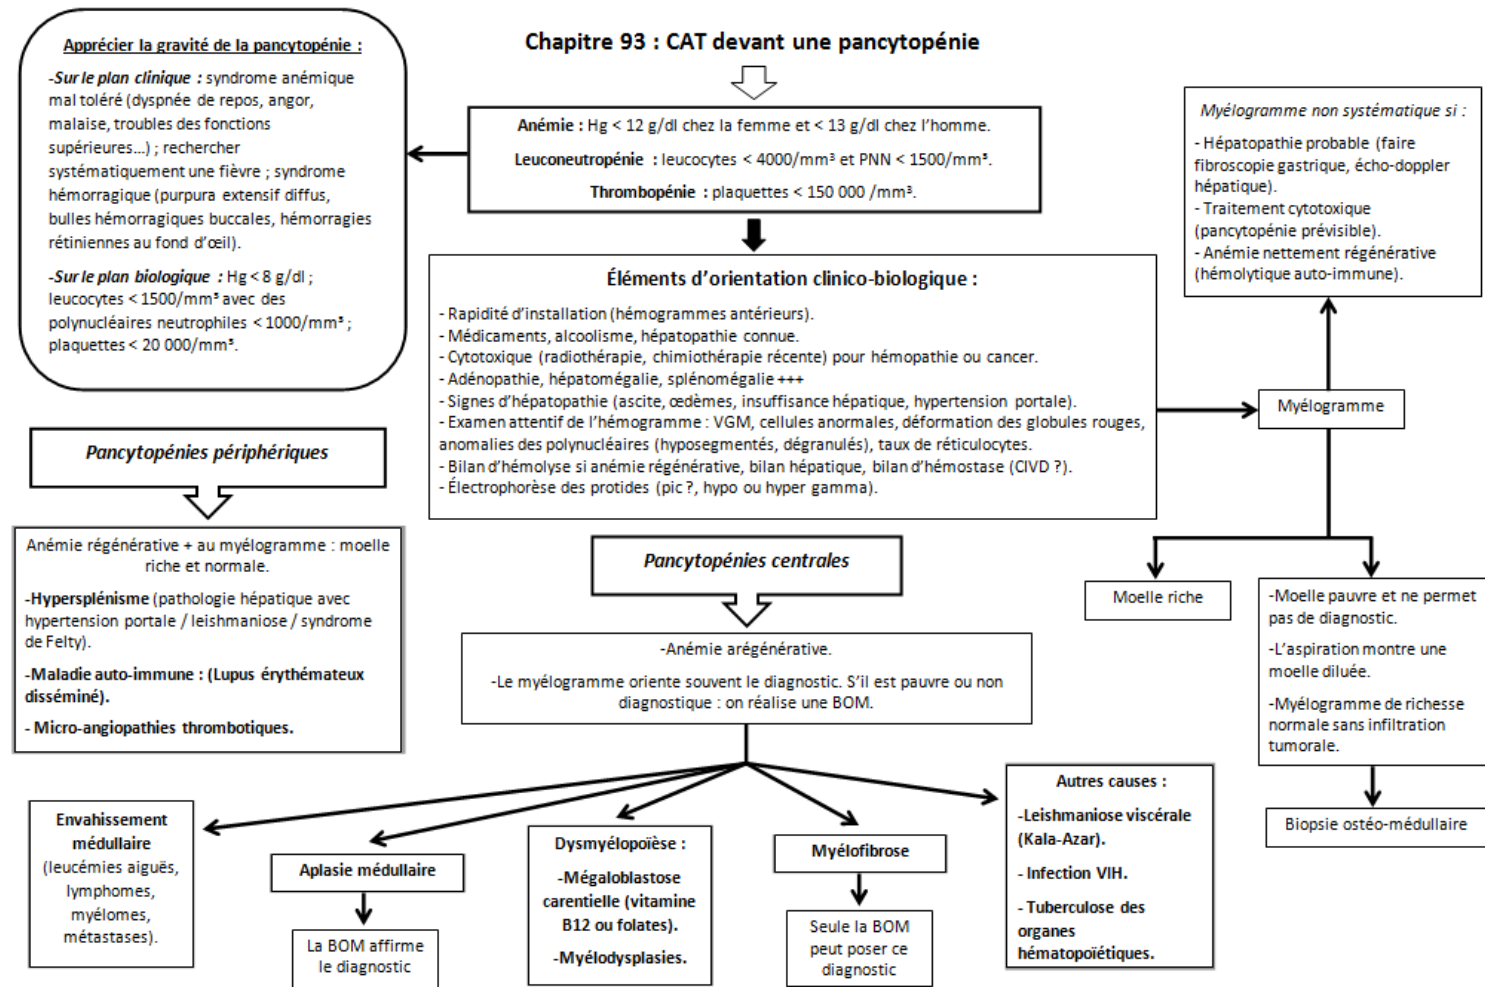 Chapitre 93 : CAT devant une pancytopénie
Apprécier la gravité de la pancytopénie :
-Sur le plan clinique : syndrome anémique
mal toléré (dyspnée de repos, angor,
malaise, troubles des fonctions
supérieures...) ; rechercher
systématiquement une fièvre ; syndrome
hémorragique (purpura extensif diffus,
bulles hémorragiques buccales, hémorragies
rétiniennes au fond d'œil).
-Sur le plan biologique : Hg < 8 g/dl ;
leucocytes < 1500/mm³ avec des
polynucléaires neutrophiles < 1000/mm³ ;
plaquettes < 20 000/mm³.
Anémie : Hg < 12 g/dl chez la femme et < 13 g/dl chez l'homme.
Leuconeutropénie : leucocytes < 4000/mm³ et PNN < 1500/mm³.
Thrombopénie : plaquettes < 150 000 /mm³.
Éléments d'orientation clinico-biologique :
- Rapidité d'installation (hémogrammes antérieurs).
- Médicaments, alcoolisme, hépatopathie connue.
- Cytotoxique (radiothérapie, chimiothérapie récente) pour hémopathie ou cancer.
- Adénopathie, hépatomégalie, splénomégalie +++
- Signes d'hépatopathie (ascite, œdèmes, insuffisance hépatique, hypertension portale).
- Examen attentif de l'hémogramme : VGM, cellules anormales, déformation des globules rouges,
anomalies des polynucléaires (hyposegmentés, dégranulés), taux de réticulocytes.
- Bilan d'hémolyse si anémie régénérative, bilan hépatique, bilan d'hémostase (CIVD ?).
- Électrophorèse des protides (pic ?, hypo ou hyper gamma).
Myélogramme non systématique si :
- Hépatopathie probable (faire
fibroscopie gastrique, écho-doppler
hépatique).
- Traitement cytotoxique
(pancytopénie prévisible).
- Anémie nettement régénérative
(hémolytique auto-immune).
Myélogramme
Moelle riche
-Moelle pauvre et ne permet
pas de diagnostic.
-L'aspiration montre une
moelle diluée.
-Myélogramme de richesse
normale sans infiltration
tumorale.
Biopsie ostéo-médullaire
Pancytopénies périphériques
Anémie régénérative + au myélogramme : moelle
riche et normale.
-Hypersplénisme (pathologie hépatique avec
hypertension portale / leishmaniose / syndrome
de Felty).
-Maladie auto-immune : (Lupus érythémateux
disséminé).
- Micro-angiopathies thrombotiques.
Pancytopénies centrales
-Anémie arégénérative.
-Le myélogramme oriente souvent le diagnostic. S'il est pauvre ou non
diagnostique : on réalise une BOM.
Envahissement
médullaire
(leucémies aiguës,
lymphomes,
myélomes,
métastases).
Aplasie médullaire
La BOM affirme
le diagnostic
Dysmyélopoïèse :
-Mégaloblastose
carentielle (vitamine
B12 ou folates).
-Myélodysplasies.
Myélofibrose
Seule la BOM
peut poser ce
diagnostic
Autres causes :
-Leishmaniose viscérale
(Kala-Azar).
- Infection VIH.
- Tuberculose des
organes
hématopoïétiques.